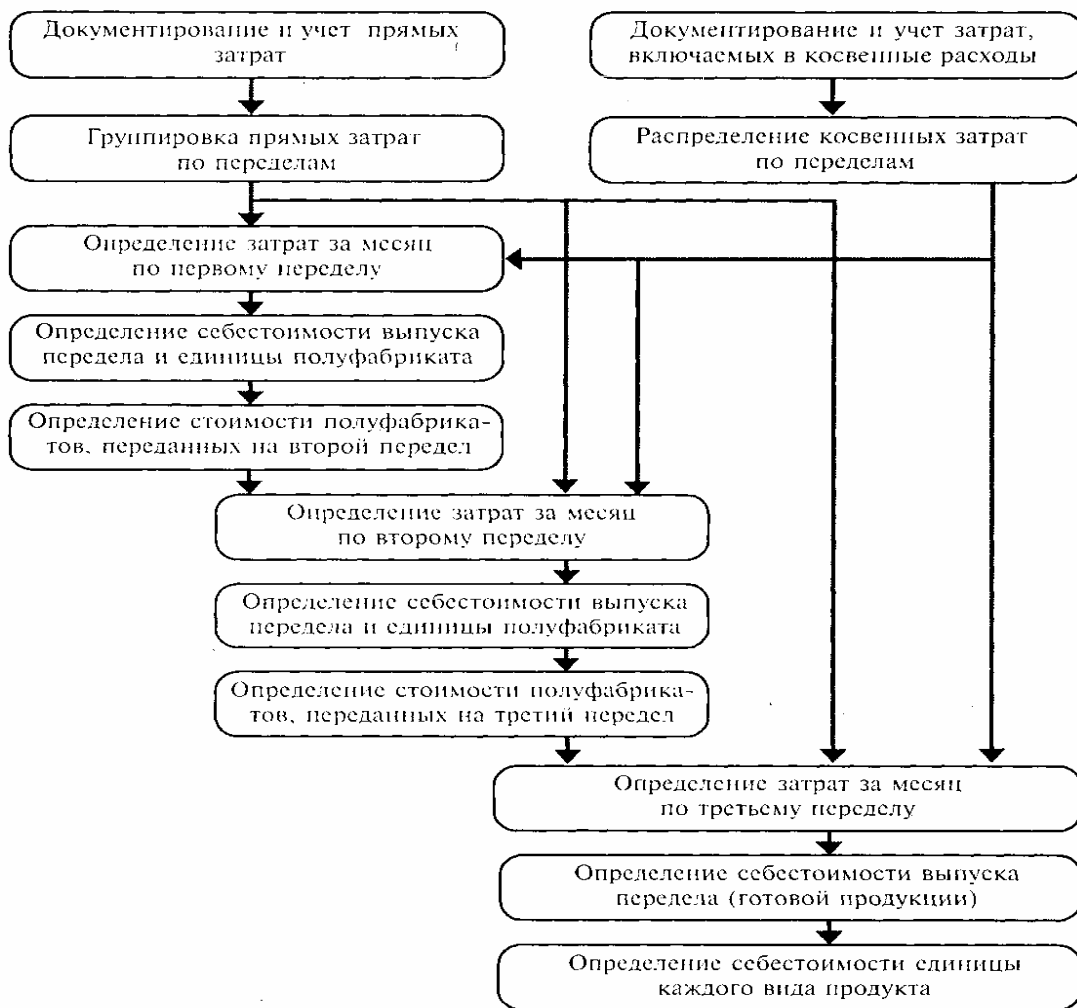 Документирование и учет прямых
затрат
Документирование и учет затрат,
включаемых в косвенные расходы
Группировка прямых затрат
по переделам
Распределение косвенных затрат
по переделам
Определение затрат за месяц
по первому переделу
Определение себестоимости выпуска
передела и единицы полуфабриката
Определение стоимости полуфабрика-
тов, переданных на второй передел
Определение затрат за месяц
по второму переделу
Определение себестоимости выпуска
передела и единицы полуфабриката
Определение стоимости полуфабрика-
тов, переданных на третий передел
Определение затрат за месяц
по третьему переделу
Определение себестоимости выпуска
передела (готовой продукции)
Определение себестоимости единицы
каждого вида продукта